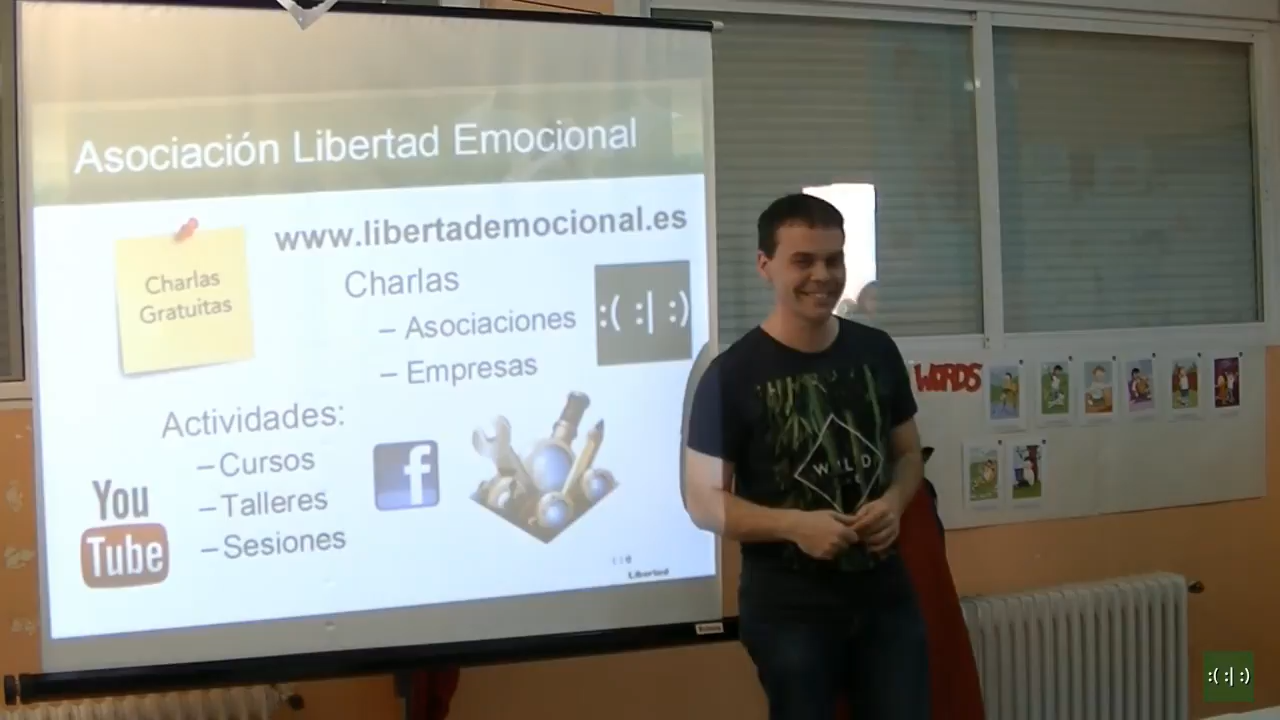 Asociación Libertad Emocional
www.libertademocional.es
Charlas
Gratuitas
Charlas
– Asociaciones
– Empresas
:( :| :)
Actividades:
–Cursos
–Talleres
–Sesiones
You
Tube
f
Libertad
WILD
WORDS
:( :| :)